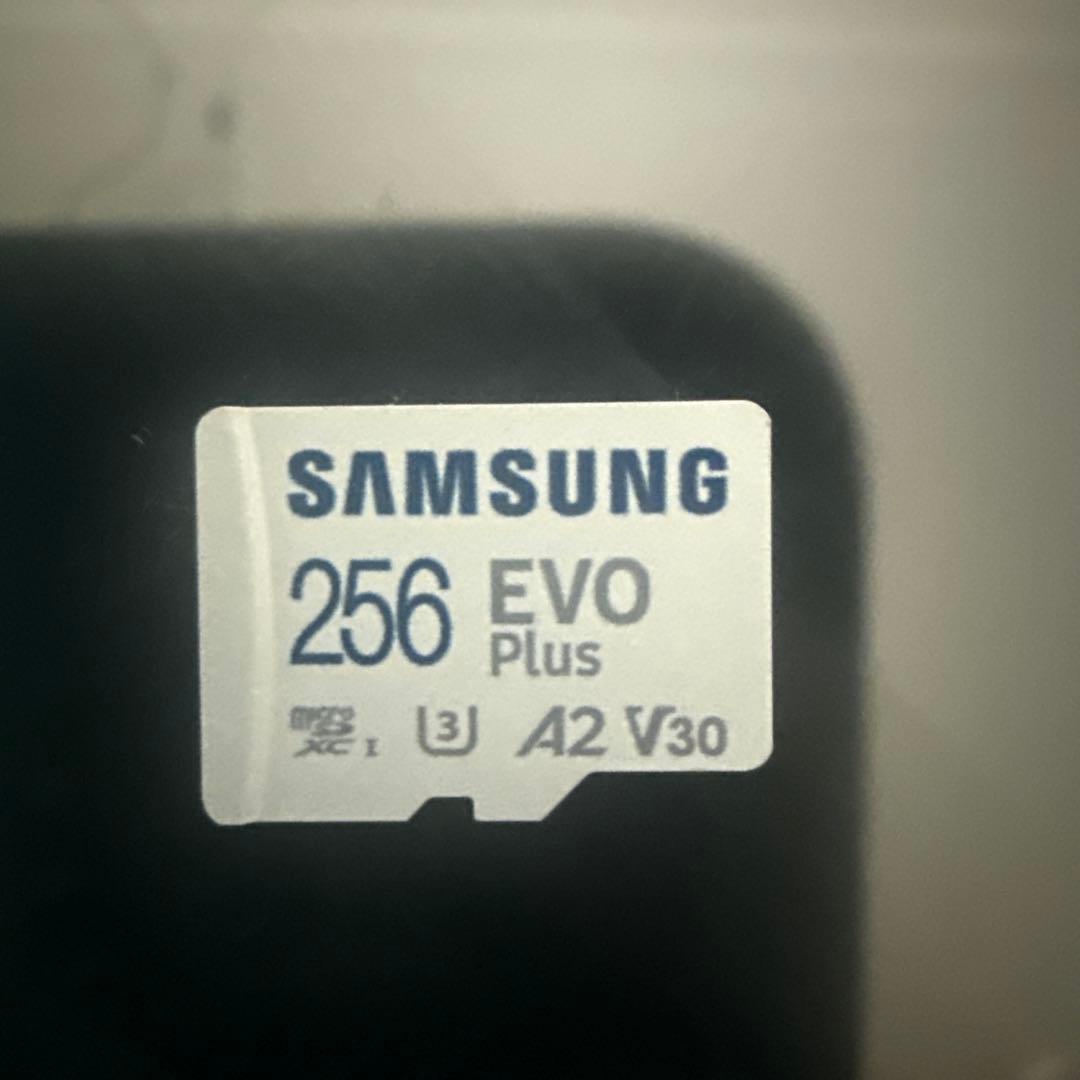 SAMSUNG
256 EVO
Plus
micro
SD
XC I U3 A2 V30